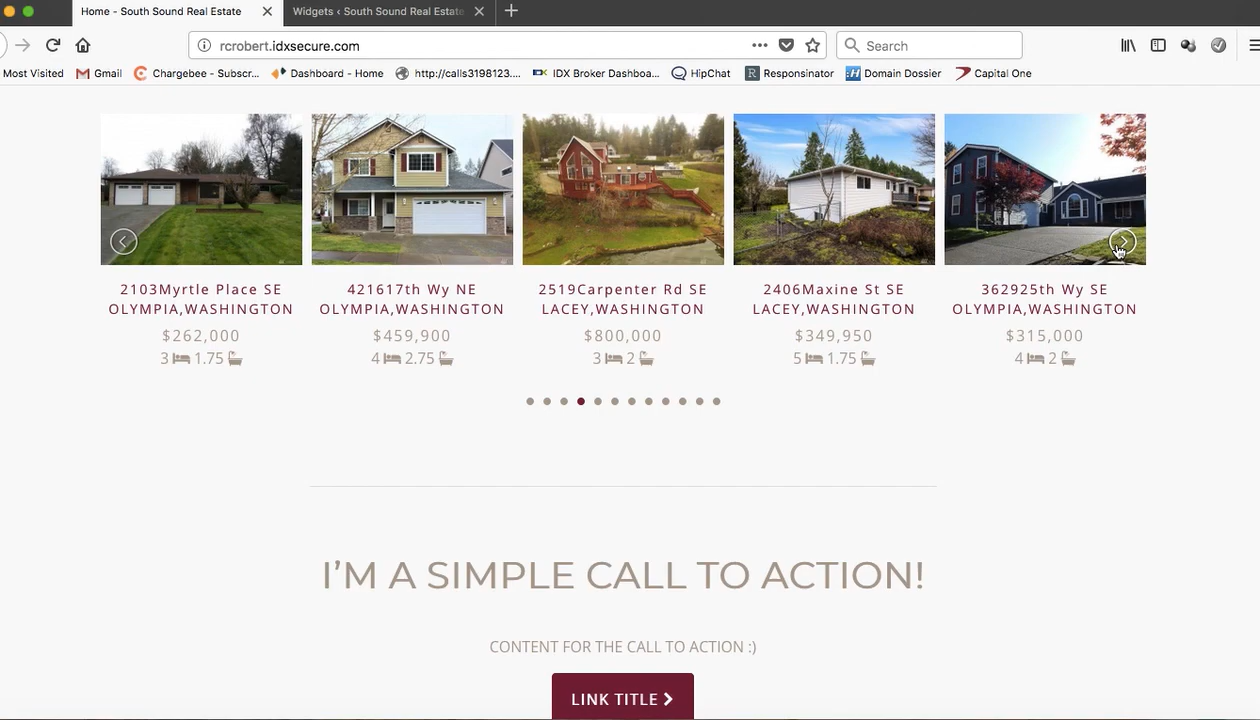 Home - South Sound Real Estate
Widgets ‹ South Sound Real Estate
rcrobert.idxsecure.com
Search
Most Visited
Gmail
Chargebee - Subscr...
Dashboard - Home
http://calls3198123....
IDX Broker Dashboa...
HipChat
R Responsinator
:H Domain Dossier
Capital One
2103Myrtle Place SE
OLYMPIA,WASHINGTON
$262,000
3 1.75
421617th Wy NE
OLYMPIA,WASHINGTON
$459,900
4 2.75
2519Carpenter Rd SE
LACEY,WASHINGTON
$800,000
3 2
2406Maxine St SE
LACEY,WASHINGTON
$349,950
5 1.75
362925th Wy SE
OLYMPIA,WASHINGTON
$315,000
4 2
I'M A SIMPLE CALL TO ACTION!
CONTENT FOR THE CALL TO ACTION :)
LINK TITLE